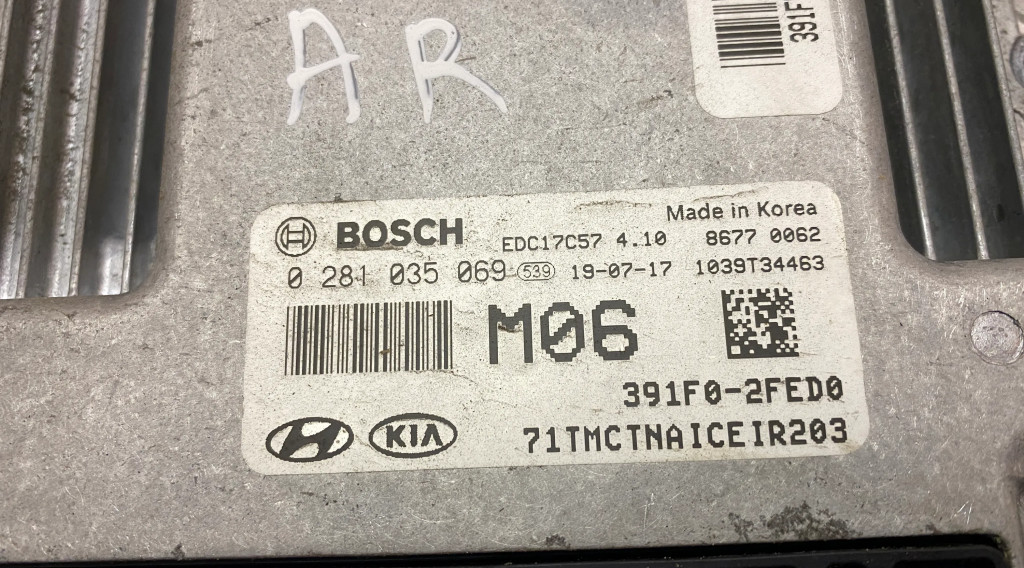 AR
391F
BOSCH
Made in Korea
EDC17C57 4.10 8677 0062
0 281 035 069 539 19-07-17 1039T34463
M06
391F0-2FED0
KIA
71TMCTNAICEIR203